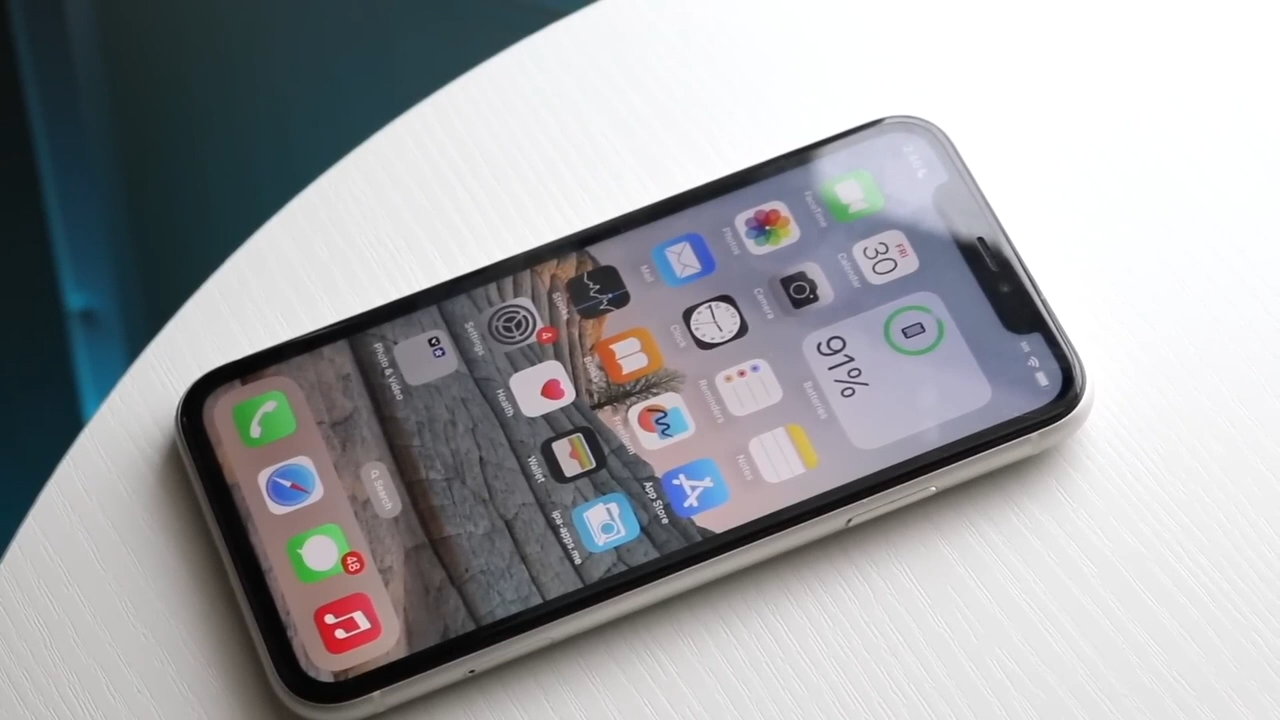 FRI
30
91%
FaceTime
Calendar
Batteries
Photos
Camera
Mail
Clock
Reminders
Notes
Stocks
Books
Freeform
App Store
4
Settings
Health
Wallet
ipa-apps.me
Photo & Video
Search
48